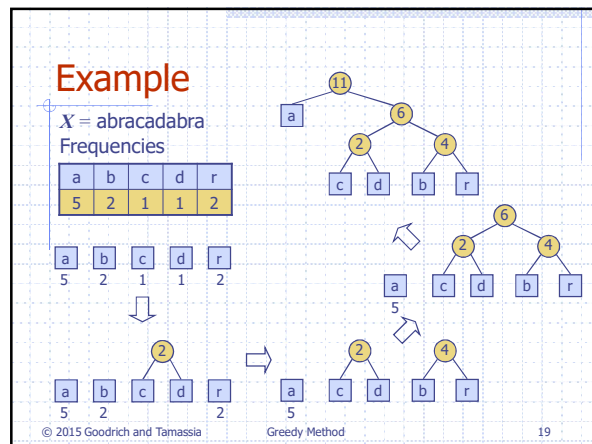 Example
X = abracadabra
Frequencies
a b c d r
5 2 1 1 2
a b c d r
5 2 1 1 2
2
a b c d r
5 2 2
2 4
a c d b r
5
6
2 4
a c d b r
5
11
a 6
2 4
c d b r
© 2015 Goodrich and Tamassia Greedy Method 19